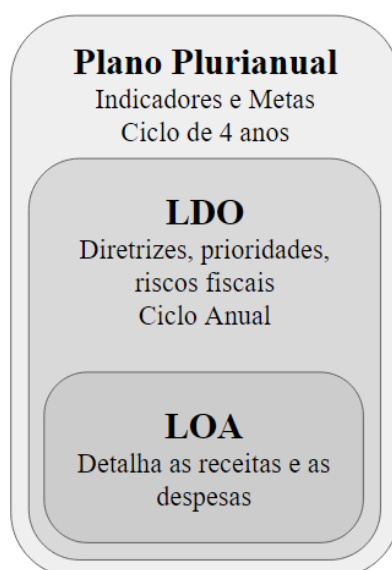 Plano Plurianual
Indicadores e Metas
Ciclo de 4 anos
LDO
Diretrizes, prioridades,
riscos fiscais
Ciclo Anual
LOA
Detalha as receitas e as
despesas